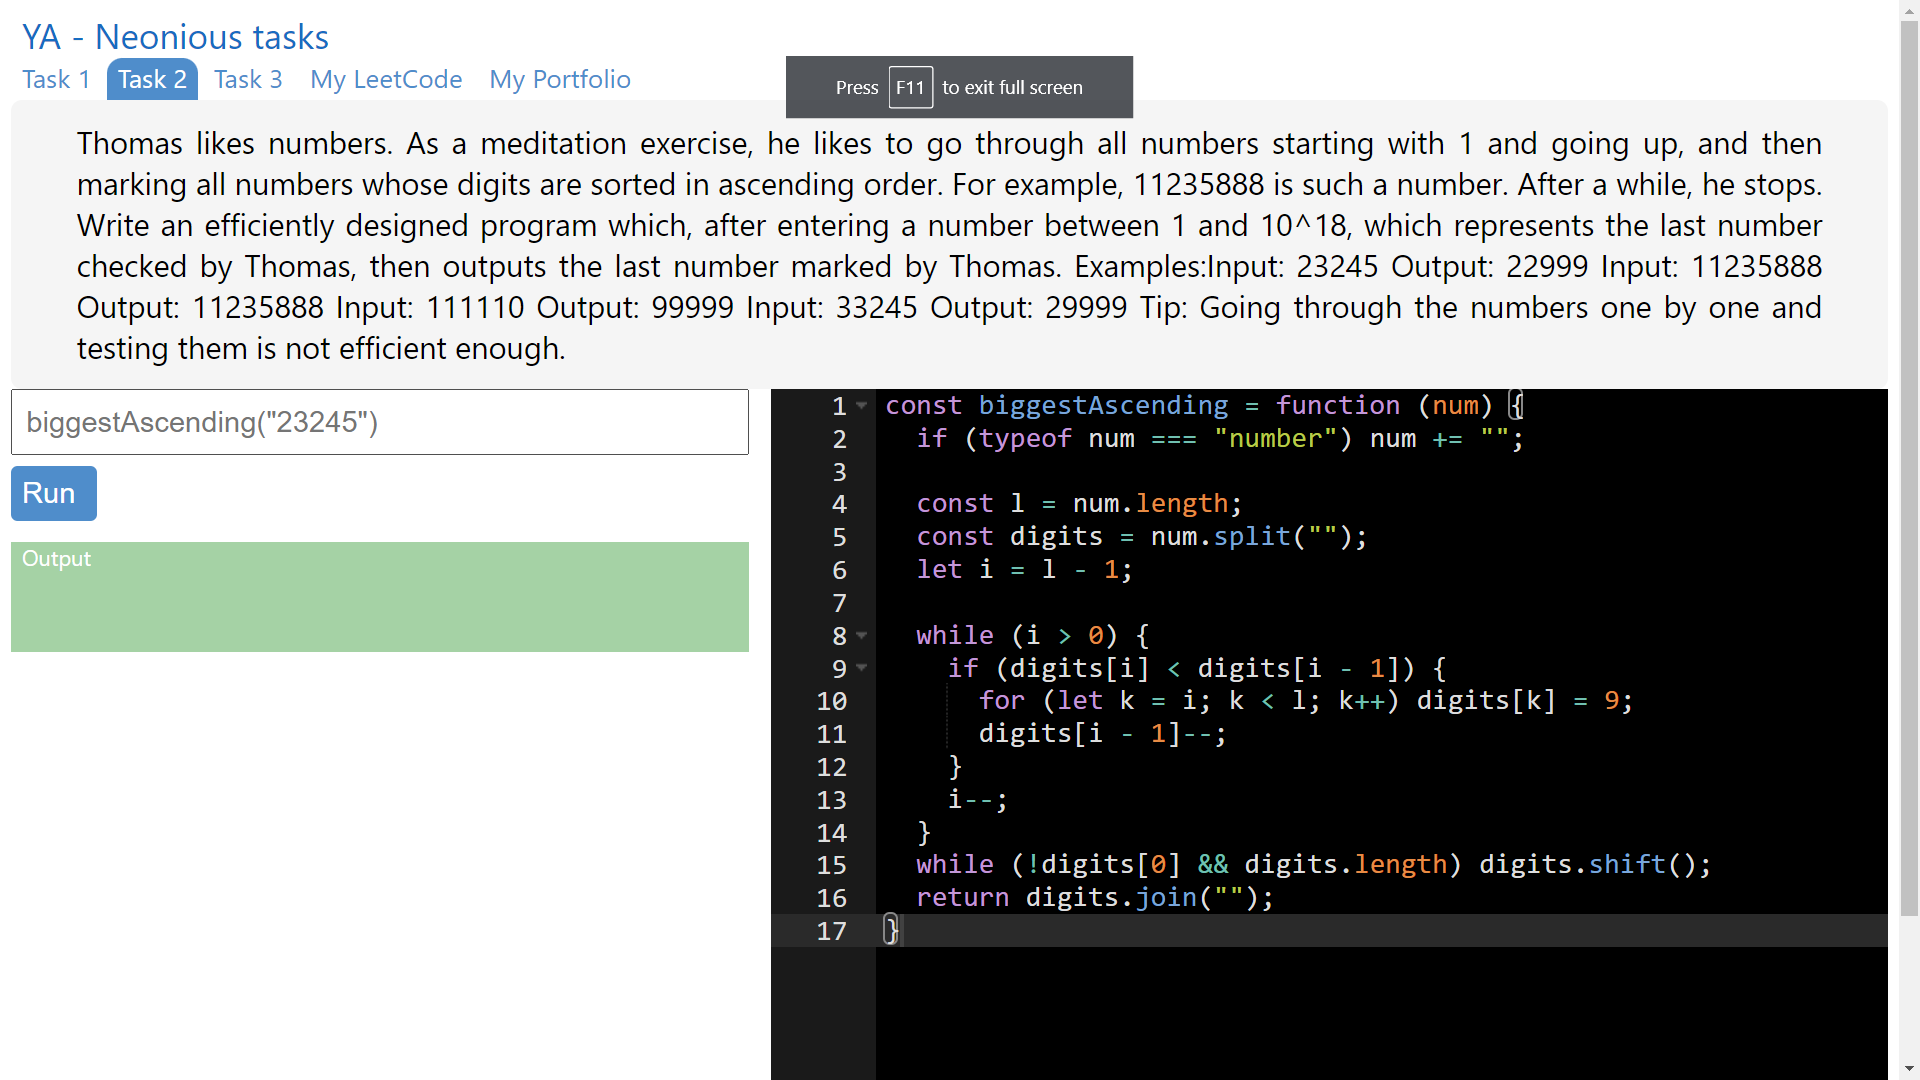 YA - Neonious tasks
Task 1 Task 2 Task 3 My LeetCode My Portfolio
Press F11 to exit full screen
Thomas likes numbers. As a meditation exercise, he likes to go through all numbers starting with 1 and going up, and then
marking all numbers whose digits are sorted in ascending order. For example, 11235888 is such a number. After a while, he stops.
Write an efficiently designed program which, after entering a number between 1 and 10^18, which represents the last number
checked by Thomas, then outputs the last number marked by Thomas. Examples:Input: 23245 Output: 22999 Input: 11235888
Output: 11235888 Input: 111110 Output: 99999 Input: 33245 Output: 29999 Tip: Going through the numbers one by one and
testing them is not efficient enough.
biggestAscending("23245")
Run
Output
1 const biggestAscending = function (num) {
2 if (typeof num === "number") num += "";
3
4 const l = num.length;
5 const digits = num.split("");
6 let i = l - 1;
7
8 while (i > 0) {
9 if (digits[i] < digits[i - 1]) {
10 for (let k = i; k < l; k++) digits[k] = 9;
11 digits[i - 1]--;
12 }
13 i--;
14 }
15 while (!digits[0] && digits.length) digits.shift();
16 return digits.join("");
17 }